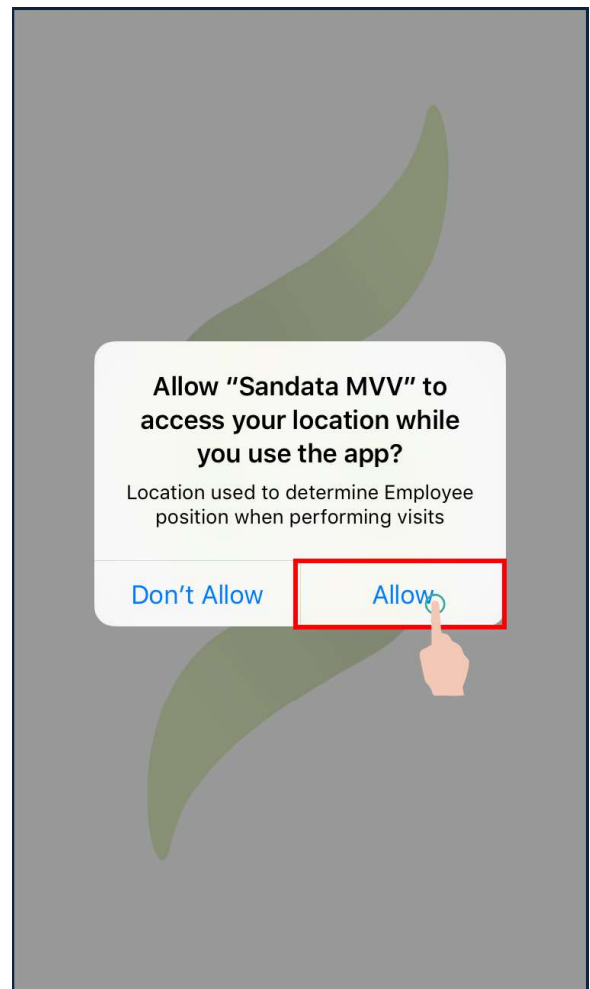 Allow “Sandata MVV” to
access your location while
you use the app?
Location used to determine Employee
position when performing visits
Don’t Allow
Allow